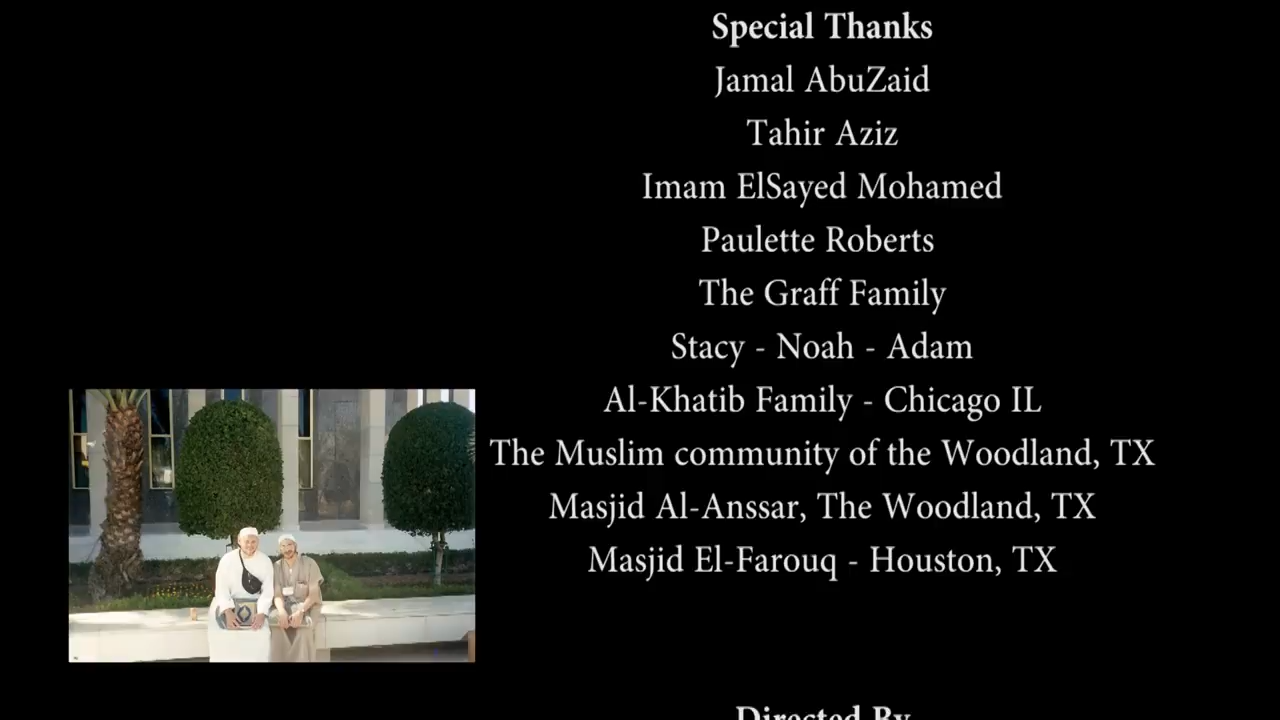 Special Thanks
Jamal AbuZaid
Tahir Aziz
Imam ElSayed Mohamed
Paulette Roberts
The Graff Family
Stacy - Noah - Adam
Al-Khatib Family - Chicago IL
The Muslim community of the Woodland, TX
Masjid Al-Anssar, The Woodland, TX
Masjid El-Farouq - Houston, TX
Directed By